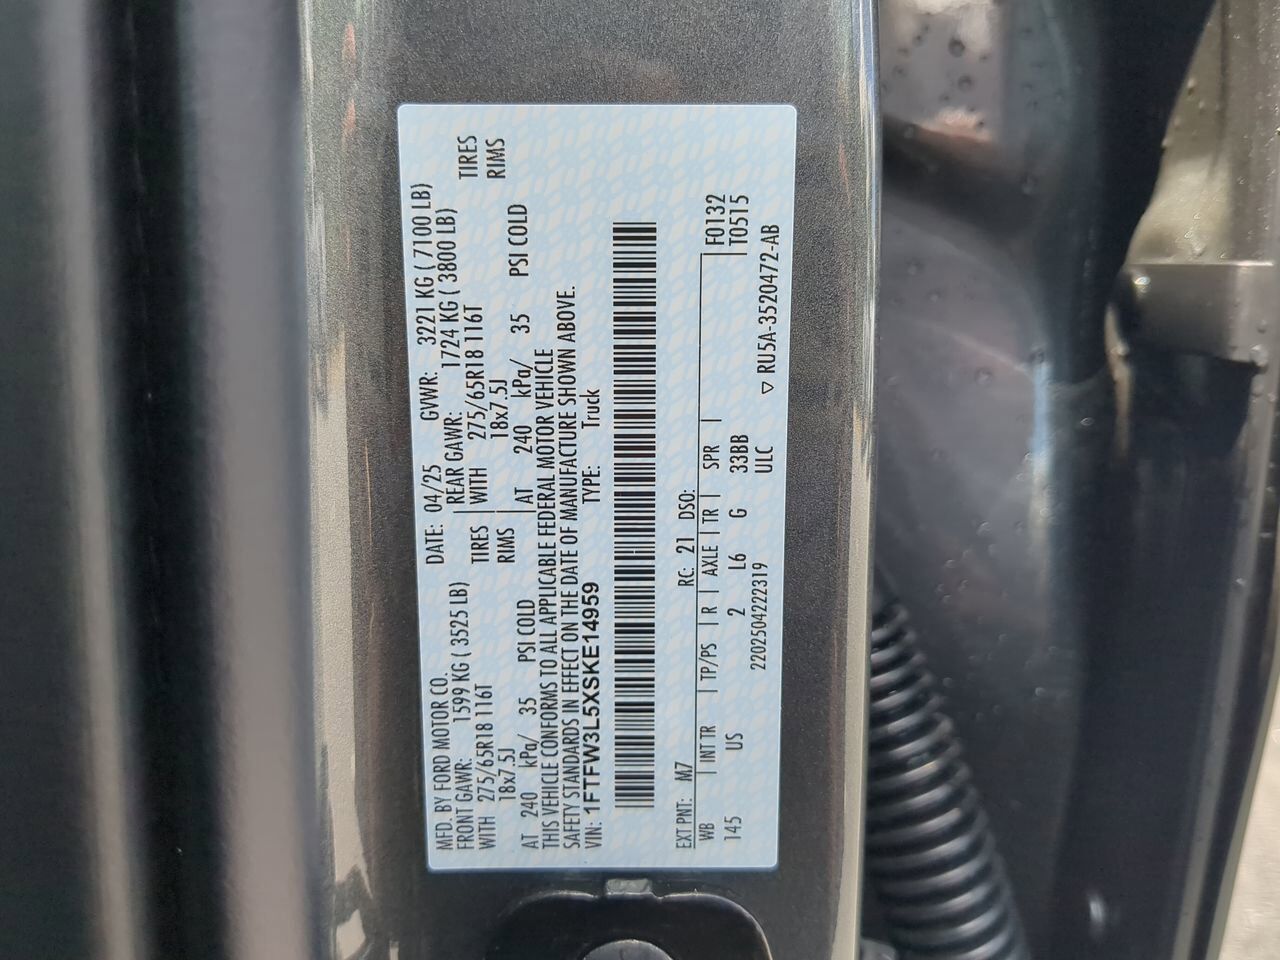 MFD. BY FORD MOTOR CO. DATE: 04/25 GVWR: 3221 KG ( 7100 LB)
FRONT GAWR: 1599 KG ( 3525 LB) REAR GAWR: 1724 KG ( 3800 LB)
WITH 275/65R18 116T TIRES WITH 275/65R18 116T TIRES
18x7.5J RIMS 18x7.5J RIMS
AT 240 kPa/ 35 PSI COLD AT 240 kPa/ 35 PSI COLD
THIS VEHICLE CONFORMS TO ALL APPLICABLE FEDERAL MOTOR VEHICLE
SAFETY STANDARDS IN EFFECT ON THE DATE OF MANUFACTURE SHOWN ABOVE.
VIN: 1FTFW3L5XSKE14959 TYPE: Truck
EXT PNT: M7 RC: 21 DSO:
WB INT TR TP/PS R AXLE TR SPR F0132
145 US 2 L6 G 33BB T0515
2202504222319 ULC ▽ RU5A-3520472-AB